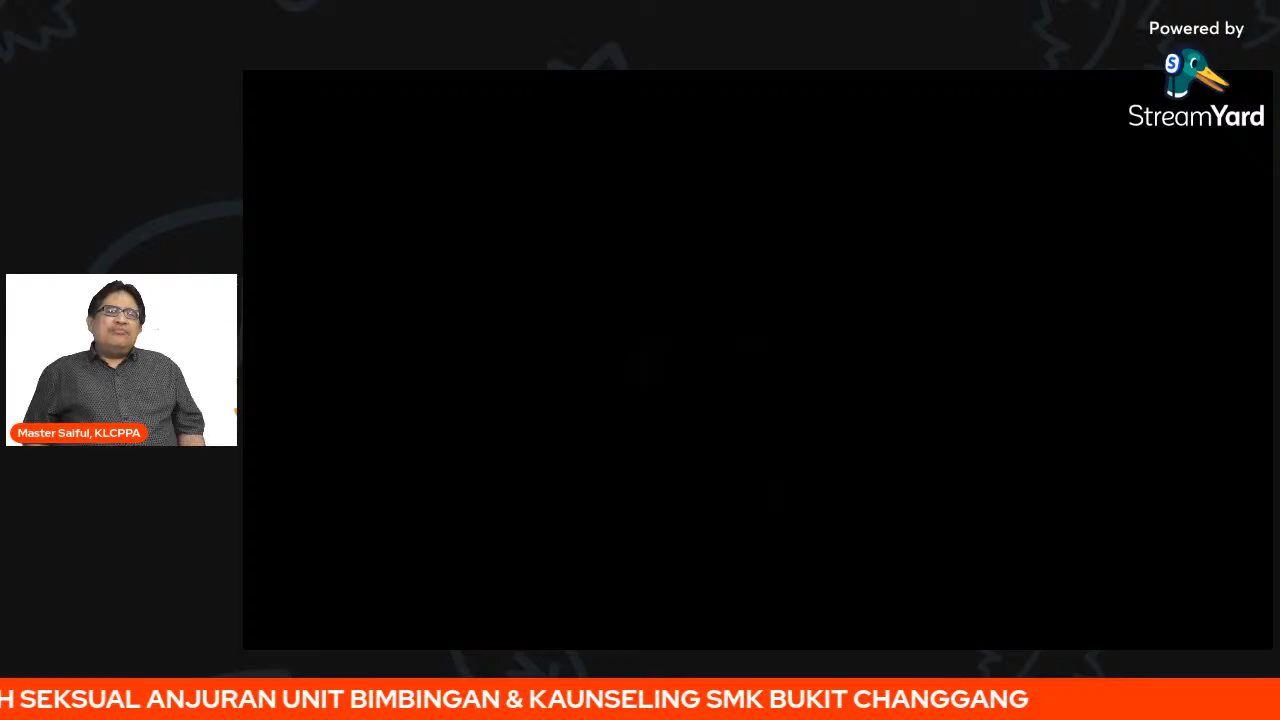 Powered by
S
StreamYard
Master Saiful, KLCPPA
H SEKSUAL ANJURAN UNIT BIMBINGAN & KAUNSELING SMK BUKIT CHANGGANG